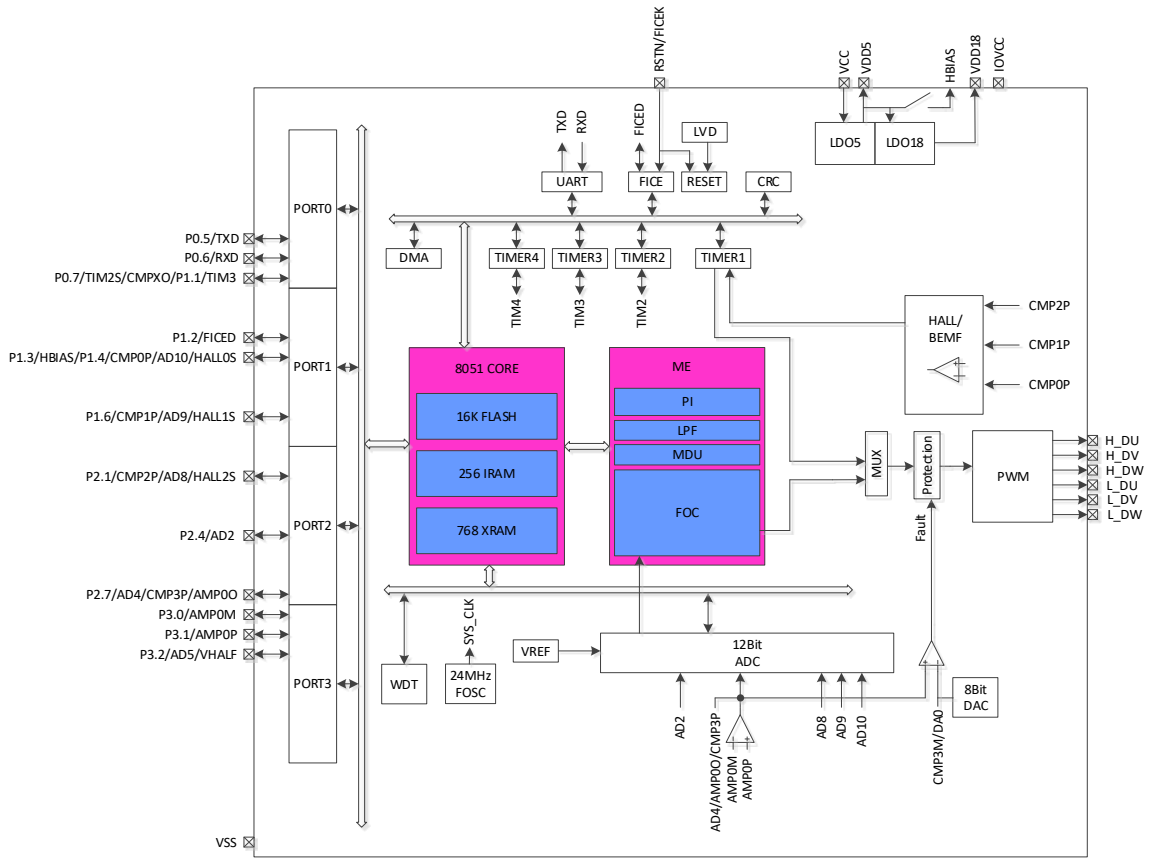 RSTN/FICEK
VCC
VDD5
HBIAS
VDD18
IOVCC
LDO5
LDO18
TXD
RXD
FICED
LVD
UART
FICE
RESET
CRC
PORT0
P0.5/TXD
P0.6/RXD
P0.7/TIM2S/CMPXO/P1.1/TIM3
DMA
TIMER4
TIMER3
TIMER2
TIMER1
TIM4
TIM3
TIM2
HALL/
BEMF
CMP2P
CMP1P
CMP0P
P1.2/FICED
P1.3/HBIAS/P1.4/CMP0P/AD10/HALL0S
PORT1
P1.6/CMP1P/AD9/HALL1S
8051 CORE
16K FLASH
256 IRAM
768 XRAM
ME
PI
LPF
MDU
FOC
MUX
Protection
Fault
PWM
H_DU
H_DV
H_DW
L_DU
L_DV
L_DW
P2.1/CMP2P/AD8/HALL2S
PORT2
P2.4/AD2
P2.7/AD4/CMP3P/AMP0O
P3.0/AMP0M
P3.1/AMP0P
P3.2/AD5/VHALF
PORT3
SYS_CLK
WDT
24MHz
FOSC
VREF
12Bit
ADC
AD2
AD4/AMP0O/CMP3P
AMP0M
AMP0P
AD8
AD9
AD10
CMP3M/DA0
8Bit
DAC
VSS